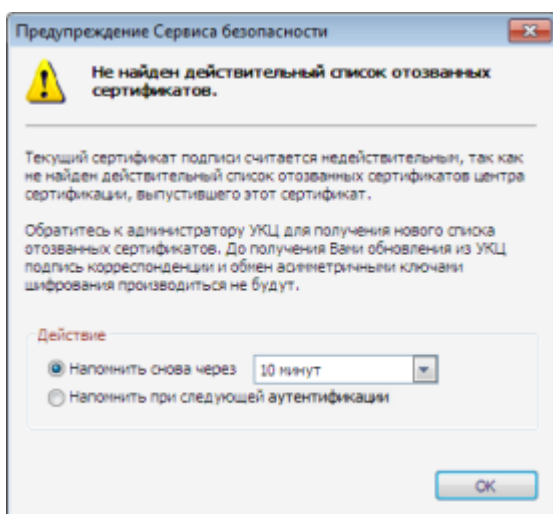 Предупреждение Сервиса безопасности
Не найден действительный список отозванных
сертификатов.
Текущий сертификат подписи считается недействительным, так как
не найден действительный список отозванных сертификатов центра
сертификации, выпустившего этот сертификат.
Обратитесь к администратору УКЦ для получения нового списка
отозванных сертификатов. До получения Вами обновления из УКЦ
подпись корреспонденции и обмен асимметричными ключами
шифрования производиться не будут.
Действие
Напомнить снова через 10 минут
Напомнить при следующей аутентификации
OK